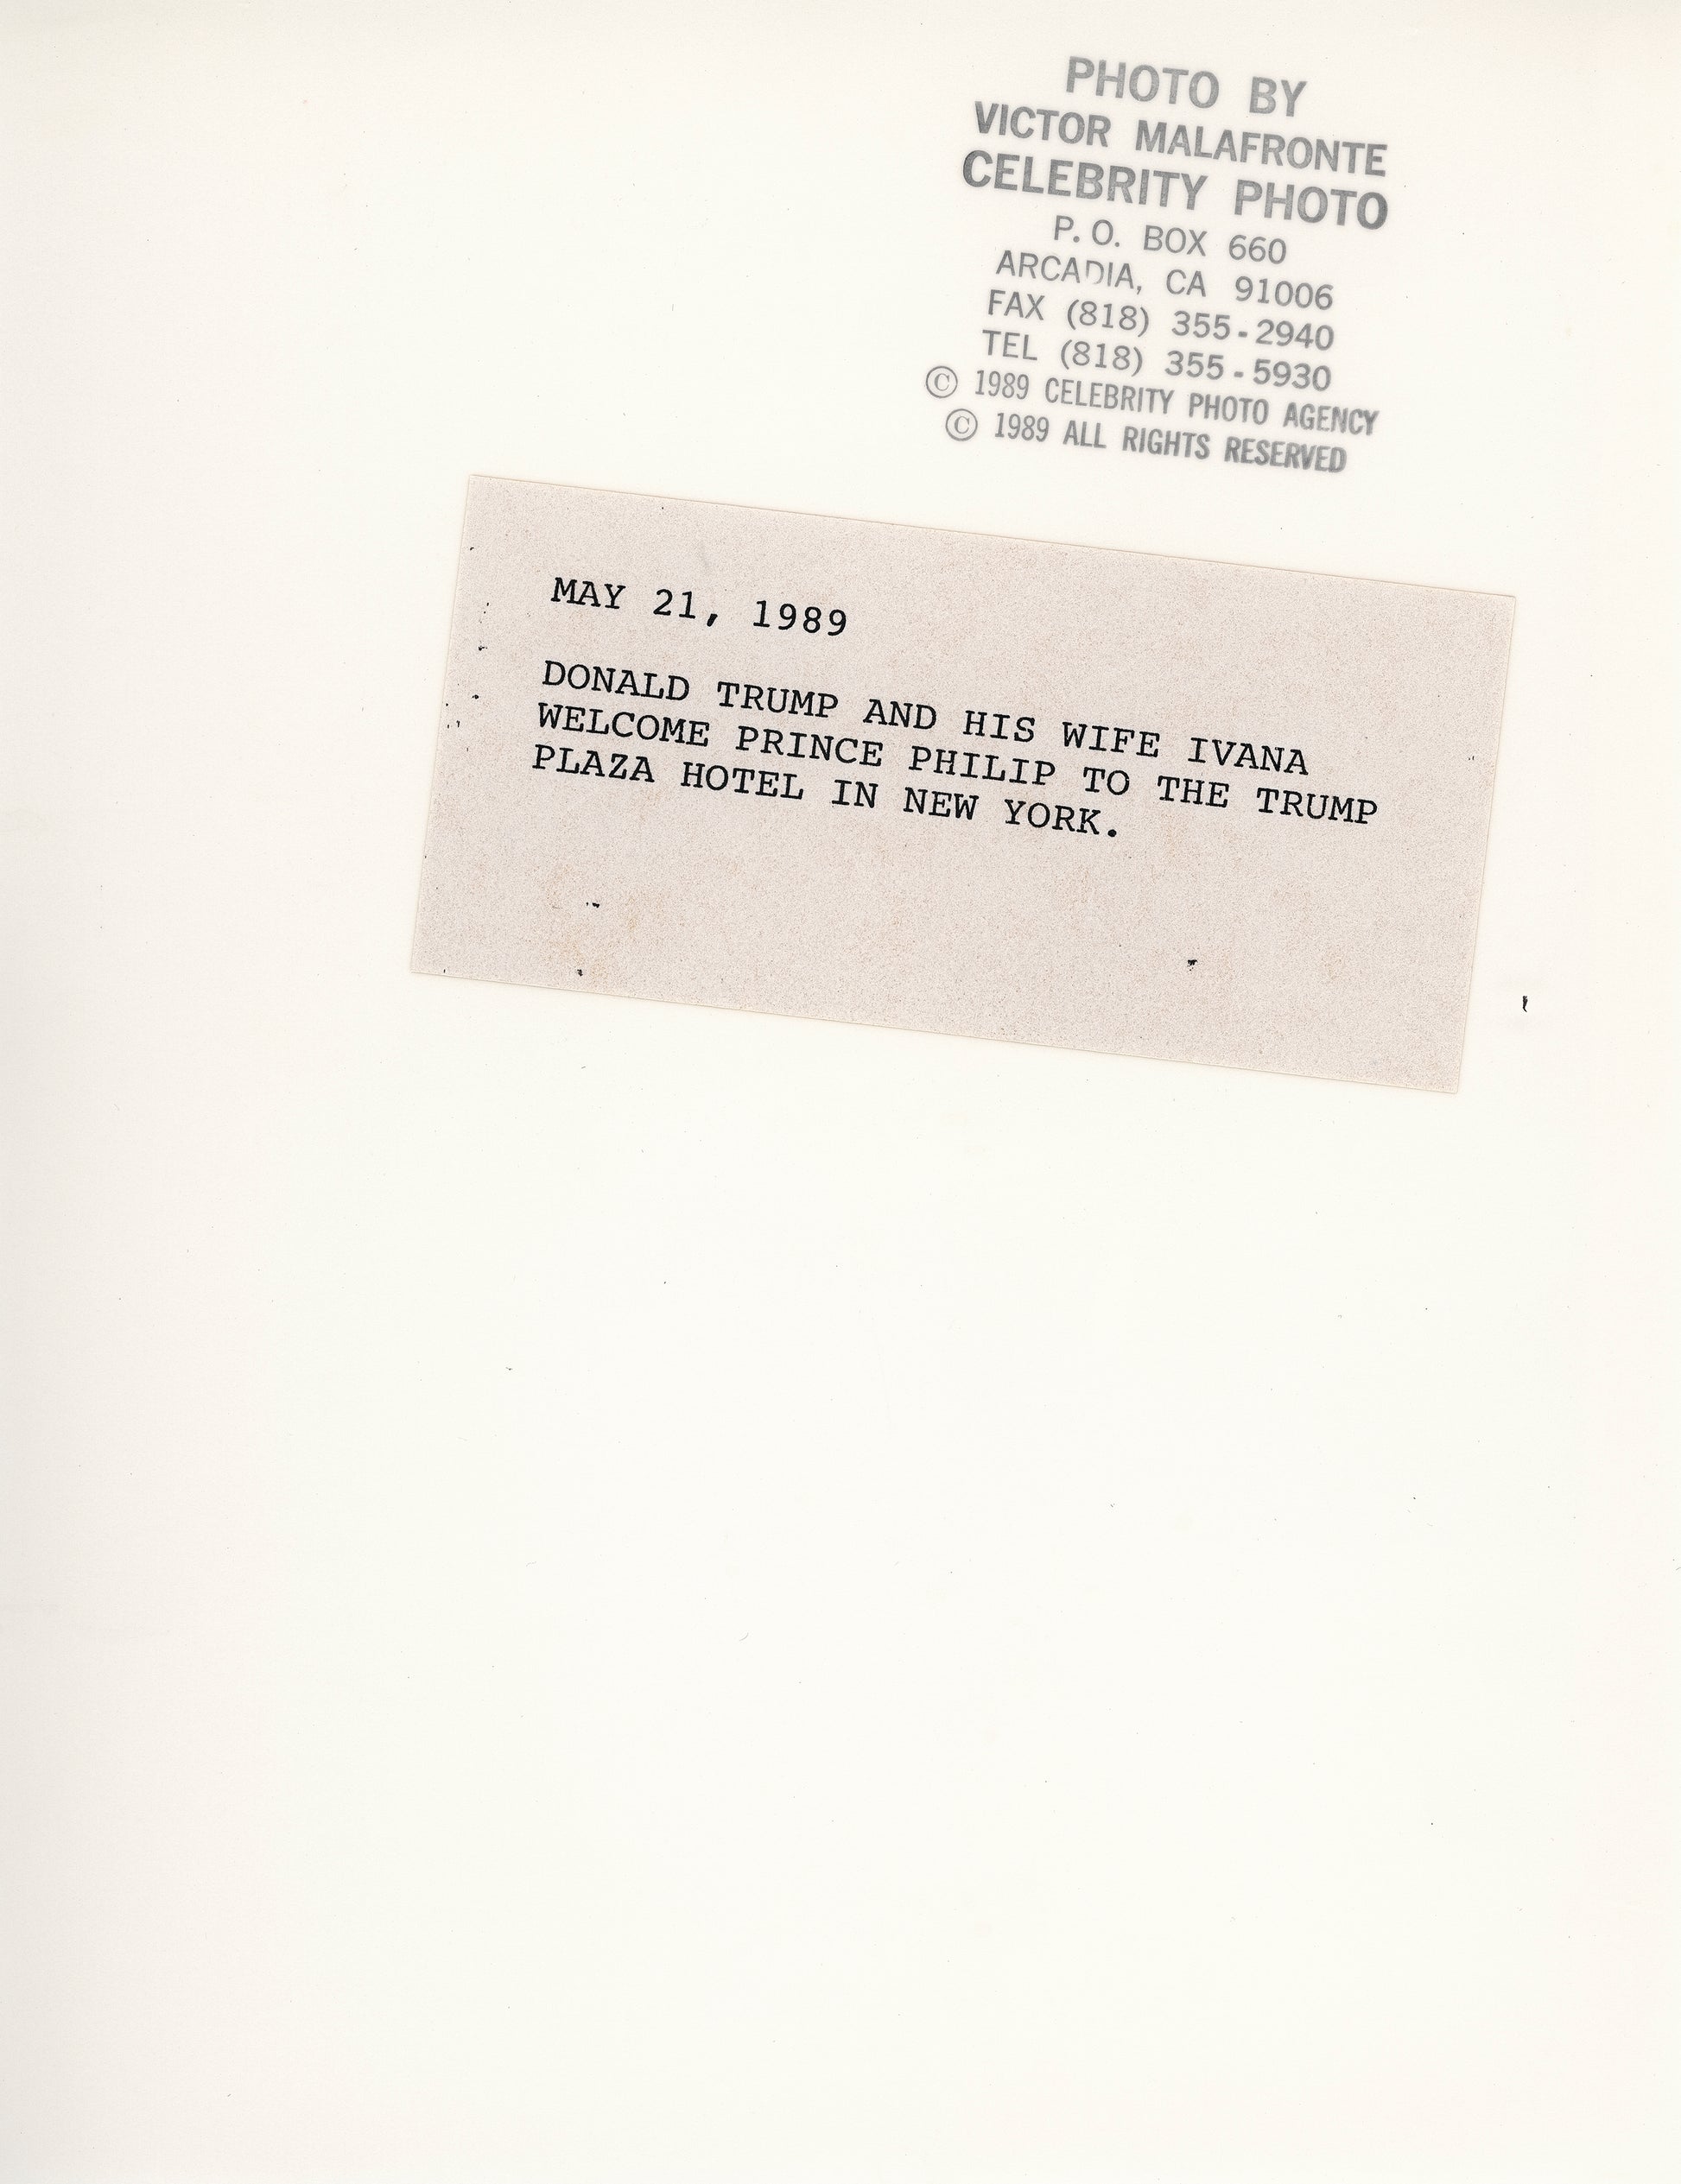 PHOTO BY
VICTOR MALAFRONTE
CELEBRITY PHOTO
P.O. BOX 660
ARCADIA, CA 91006
FAX (818) 355-2940
TEL (818) 355-5930
© 1989 CELEBRITY PHOTO AGENCY
© 1989 ALL RIGHTS RESERVED
MAY 21, 1989
DONALD TRUMP AND HIS WIFE IVANA
WELCOME PRINCE PHILIP TO THE TRUMP
PLAZA HOTEL IN NEW YORK.